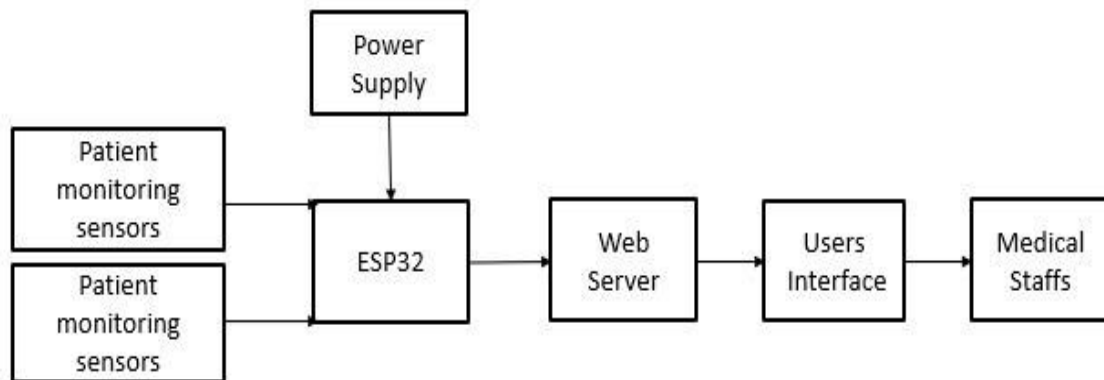 Power
Supply
Patient
monitoring
sensors
Patient
monitoring
sensors
ESP32
Web
Server
Users
Interface
Medical
Staffs